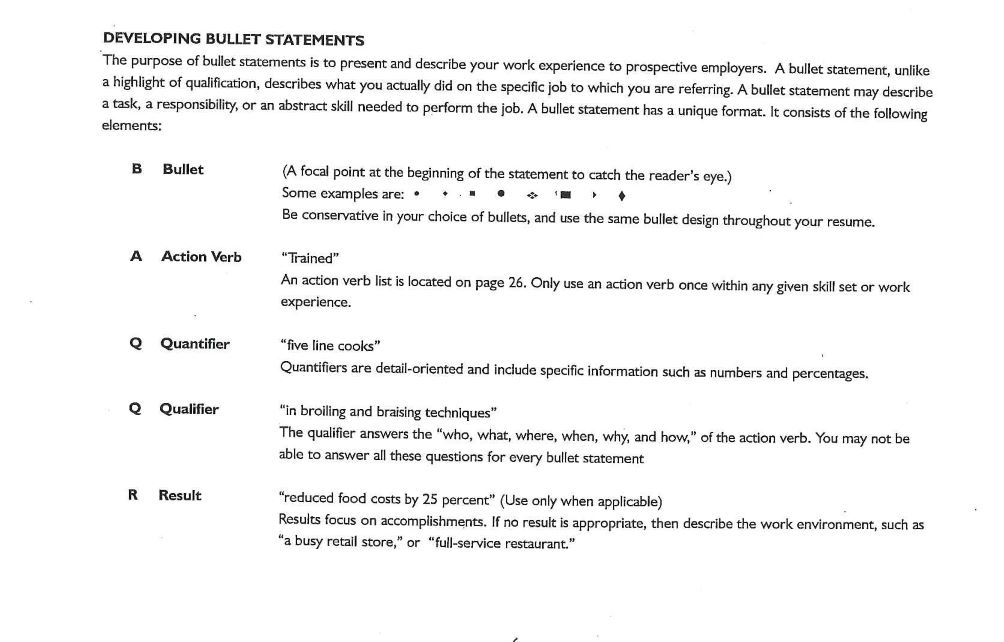 DEVELOPING BULLET STATEMENTS
The purpose of bullet statements is to present and describe your work experience to prospective employers. A bullet statement, unlike
a highlight of qualification, describes what you actually did on the specific job to which you are referring. A bullet statement may describe
a task, a responsibility, or an abstract skill needed to perform the job. A bullet statement has a unique format. It consists of the following
elements:
B Bullet (A focal point at the beginning of the statement to catch the reader's eye.)
Some examples are: • ✦ ■ ● ❖ ■ › ♦
Be conservative in your choice of bullets, and use the same bullet design throughout your resume.
A Action Verb "Trained"
An action verb list is located on page 26. Only use an action verb once within any given skill set or work
experience.
Q Quantifier "five line cooks"
Quantifiers are detail-oriented and include specific information such as numbers and percentages.
Q Qualifier "in broiling and braising techniques"
The qualifier answers the "who, what, where, when, why, and how," of the action verb. You may not be
able to answer all these questions for every bullet statement
R Result "reduced food costs by 25 percent" (Use only when applicable)
Results focus on accomplishments. If no result is appropriate, then describe the work environment, such as
"a busy retail store," or "full-service restaurant."